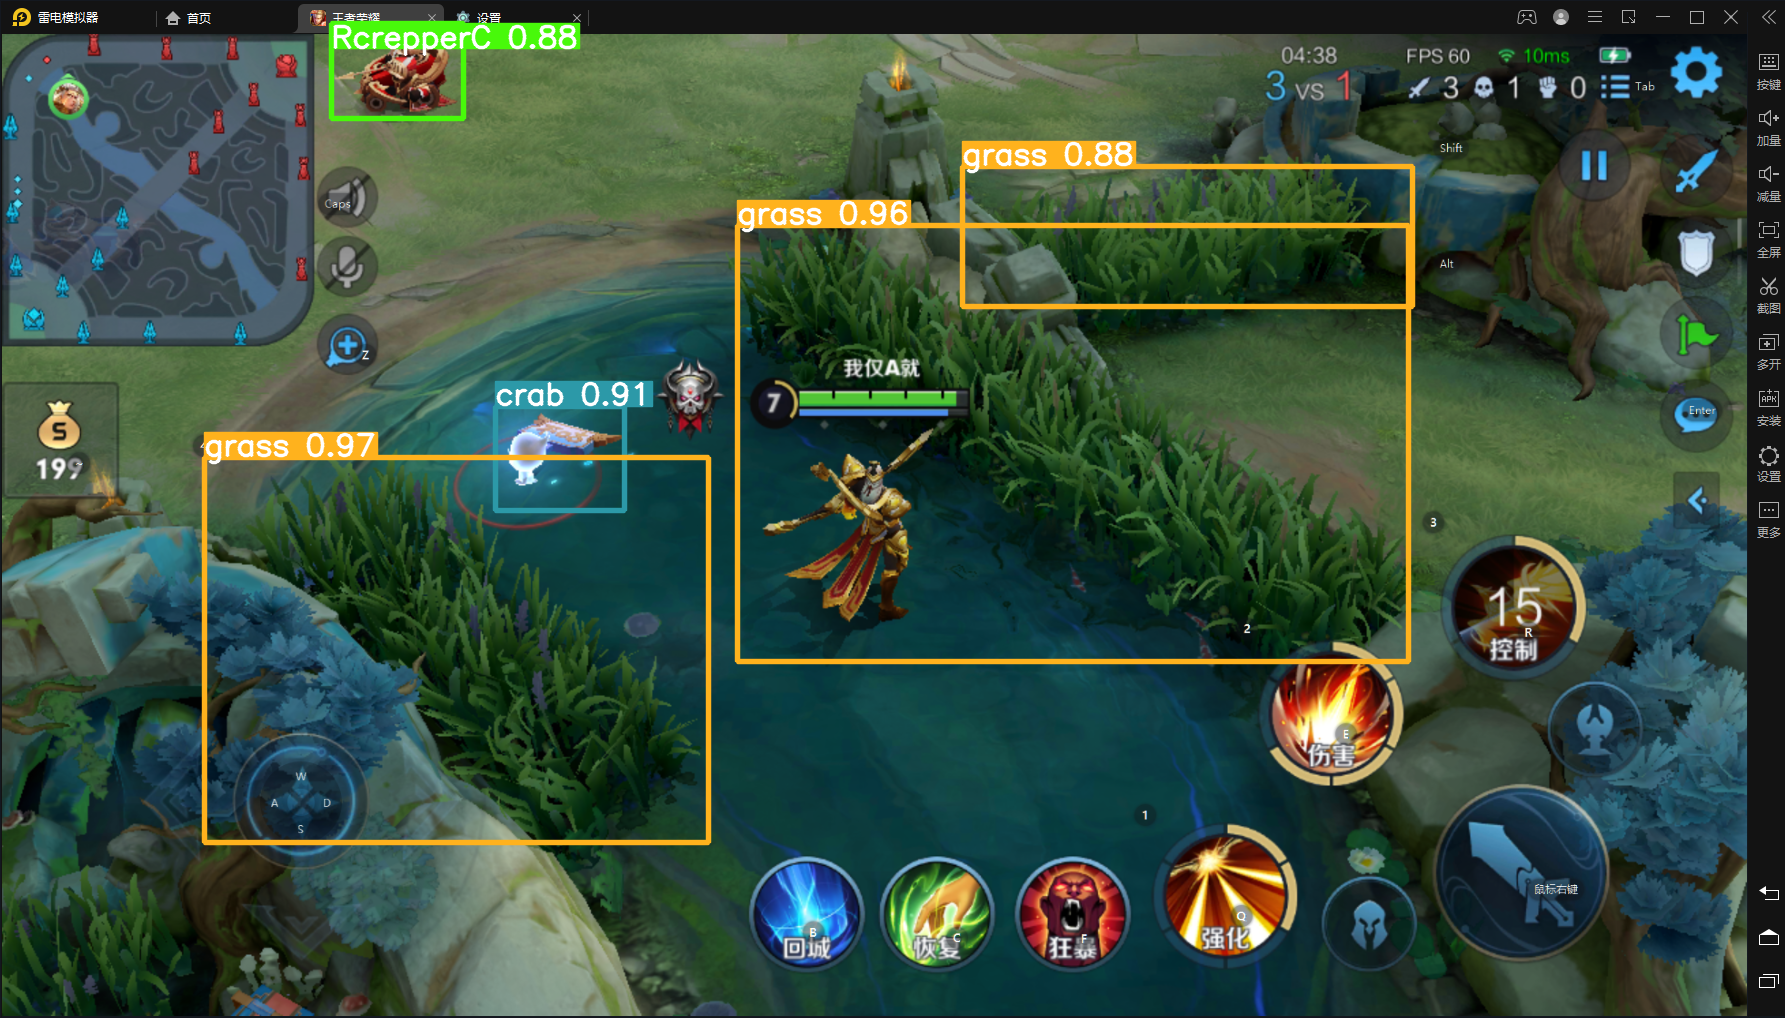 雷电模拟器
首页
王者荣耀
设置
RcrepperC 0.88
04:38
FPS 60
10ms
3 vs 1
3
1
0
Tab
Shift
Caps
grass 0.88
grass 0.96
Alt
Z
我仅A就
7
crab 0.91
Enter
199
grass 0.97
3
15
R
控制
2
E
伤害
W
A
D
S
1
B
回城
C
恢复
F
狂暴
Q
强化
鼠标右键
按键
加量
减量
全屏
截图
多开
APK
安装
设置
更多